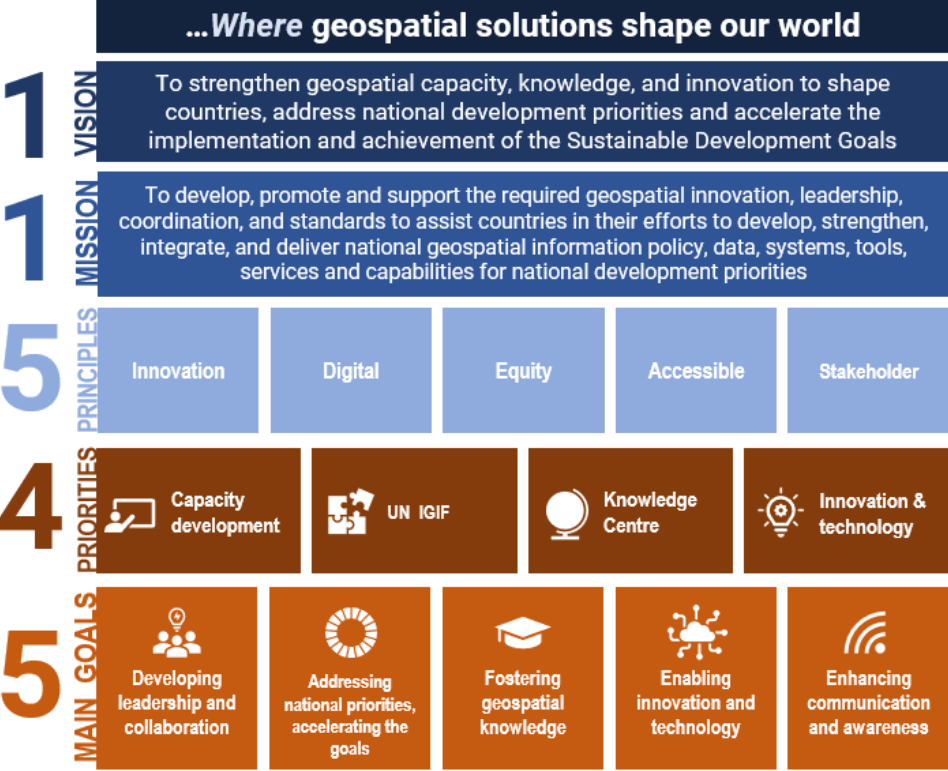 ...Where geospatial solutions shape our world
1
VISION
To strengthen geospatial capacity, knowledge, and innovation to shape
countries, address national development priorities and accelerate the
implementation and achievement of the Sustainable Development Goals
1
MISSION
To develop, promote and support the required geospatial innovation, leadership,
coordination, and standards to assist countries in their efforts to develop, strengthen,
integrate, and deliver national geospatial information policy, data, systems, tools,
services and capabilities for national development priorities
5
PRINCIPLES
Innovation
Digital
Equity
Accessible
Stakeholder
4
PRIORITIES
Capacity
development
UN IGIF
Knowledge
Centre
Innovation &
technology
5
MAIN GOALS
Developing
leadership and
collaboration
Addressing
national priorities,
accelerating the
goals
Fostering
geospatial
knowledge
Enabling
innovation and
technology
Enhancing
communication
and awareness